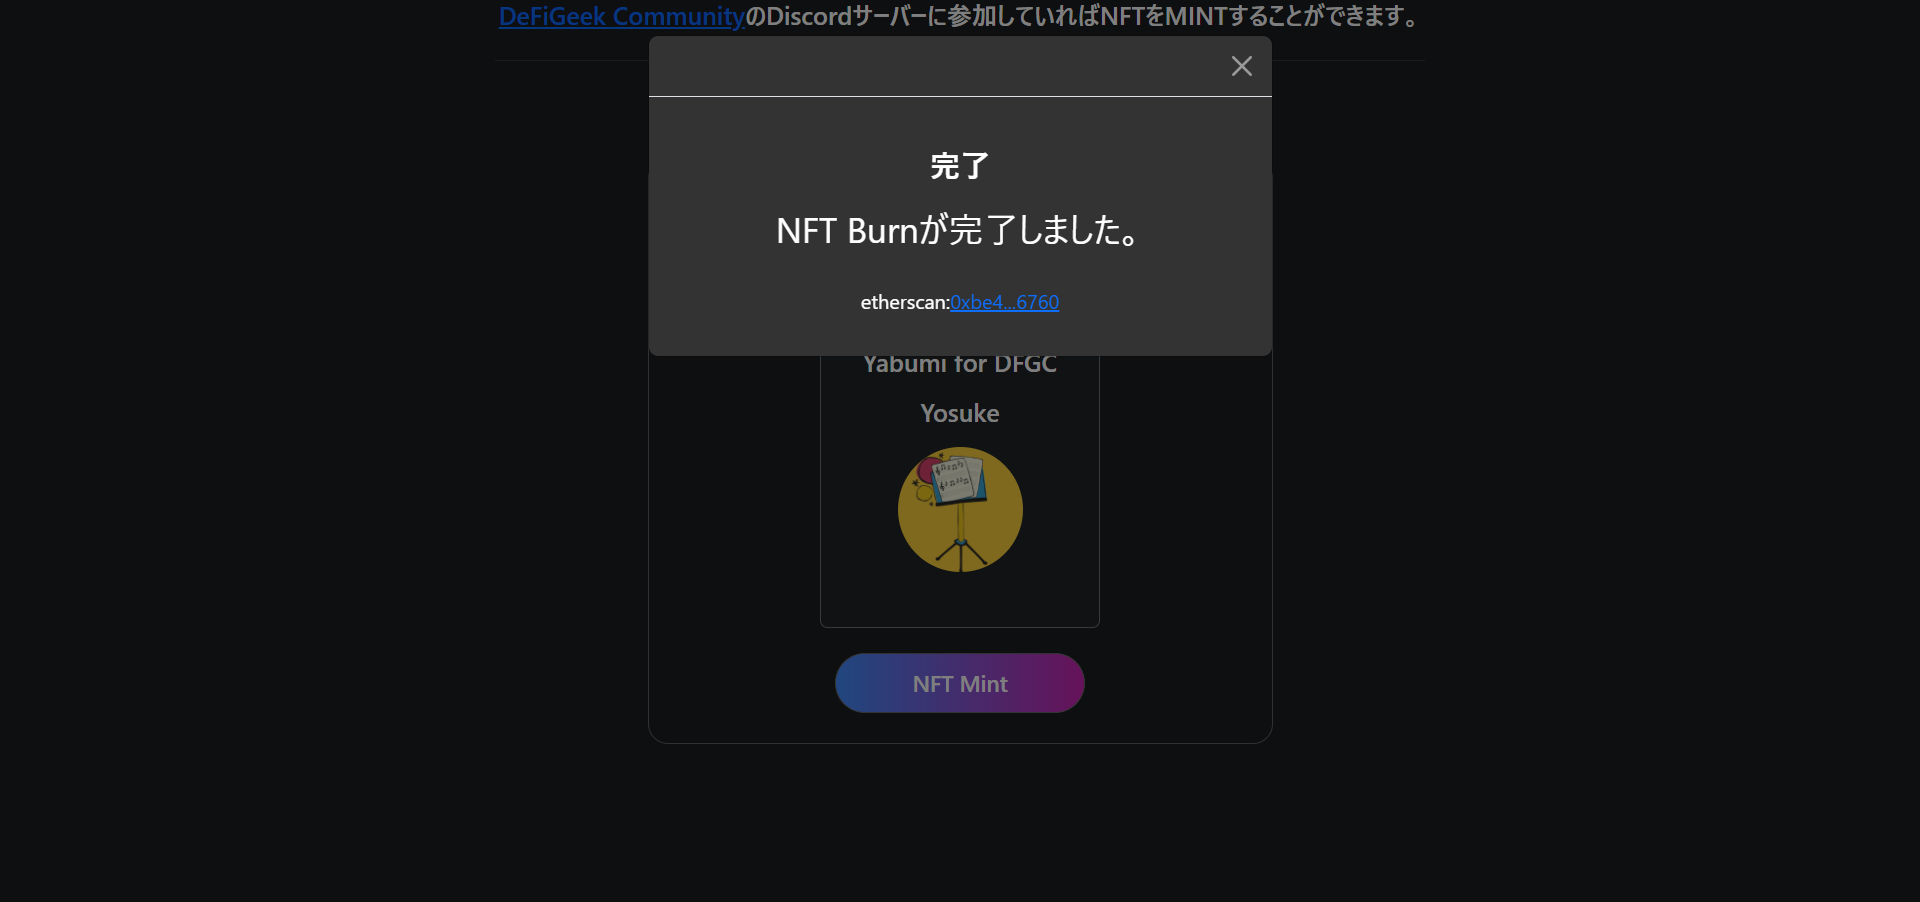 DeFiGeek CommunityのDiscordサーバーに参加していればNFTをMINTすることができます。
完了
NFT Burnが完了しました。
etherscan:0xbe4...6760
Yabumi for DFGC
Yosuke
NFT Mint